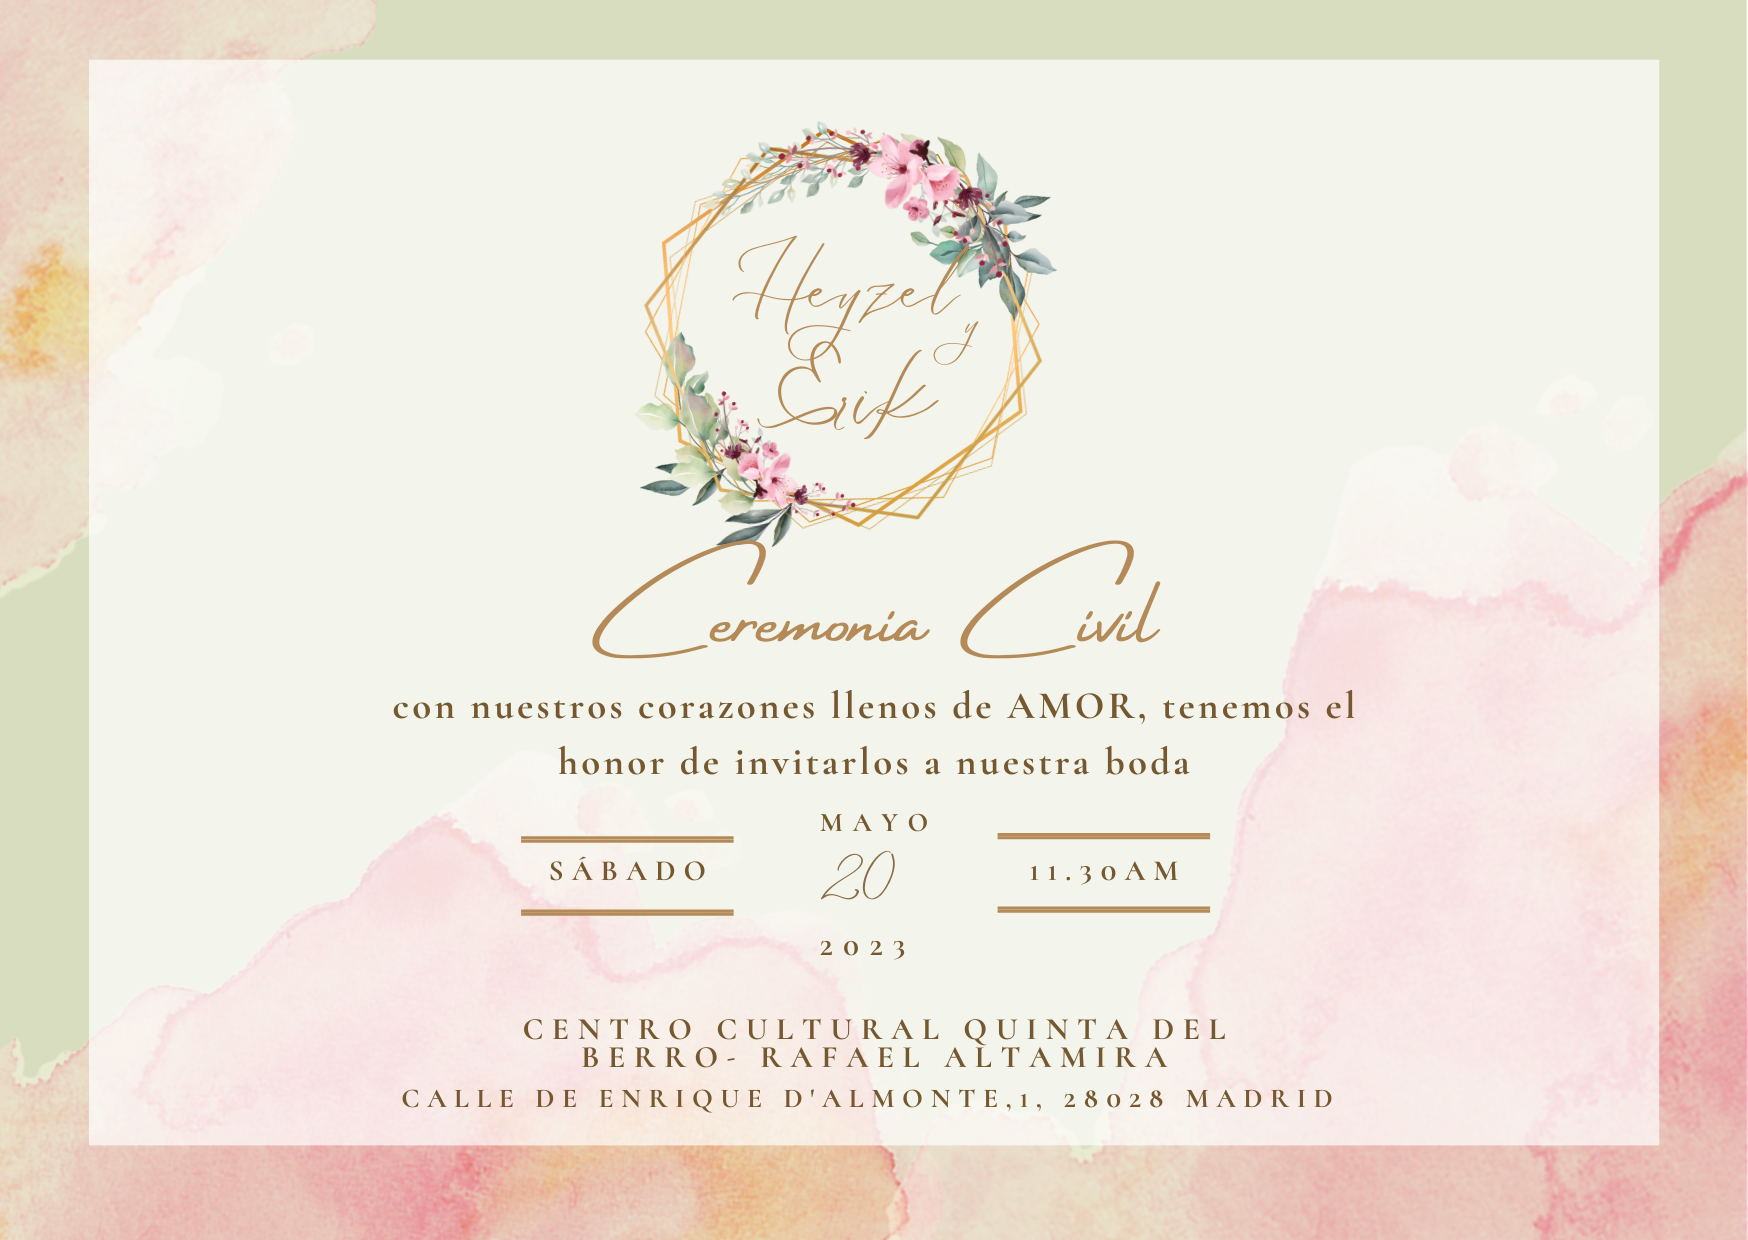 Heyzel
y
Erik
Ceremonia Civil
con nuestros corazones llenos de AMOR, tenemos el
honor de invitarlos a nuestra boda
MAYO
SÁBADO
20
11.30AM
2023
CENTRO CULTURAL QUINTA DEL
BERRO- RAFAEL ALTAMIRA
CALLE DE ENRIQUE D'ALMONTE,1, 28028 MADRID